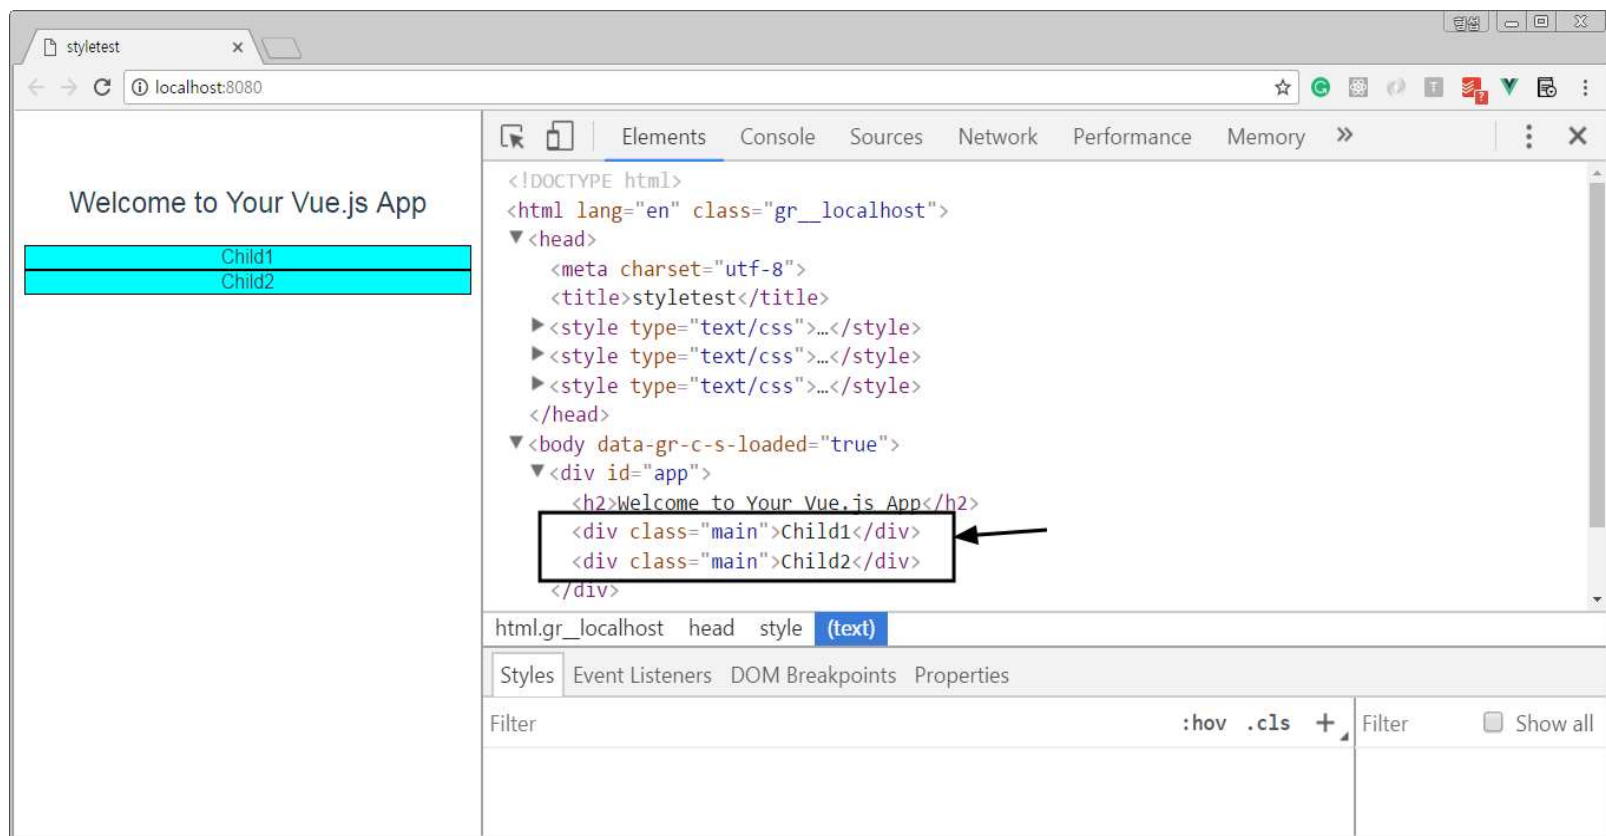 힘섭
styletest
localhost:8080
Elements Console Sources Network Performance Memory »
Welcome to Your Vue.js App
Child1
Child2
<!DOCTYPE html>
<html lang="en" class="gr__localhost">
▼<head>
<meta charset="utf-8">
<title>styletest</title>
▶<style type="text/css">…</style>
▶<style type="text/css">…</style>
▶<style type="text/css">…</style>
</head>
▼<body data-gr-c-s-loaded="true">
▼<div id="app">
<h2>Welcome to Your Vue.js App</h2>
<div class="main">Child1</div>
<div class="main">Child2</div>
</div>
html.gr__localhost head style (text)
Styles Event Listeners DOM Breakpoints Properties
Filter :hov .cls + Filter Show all